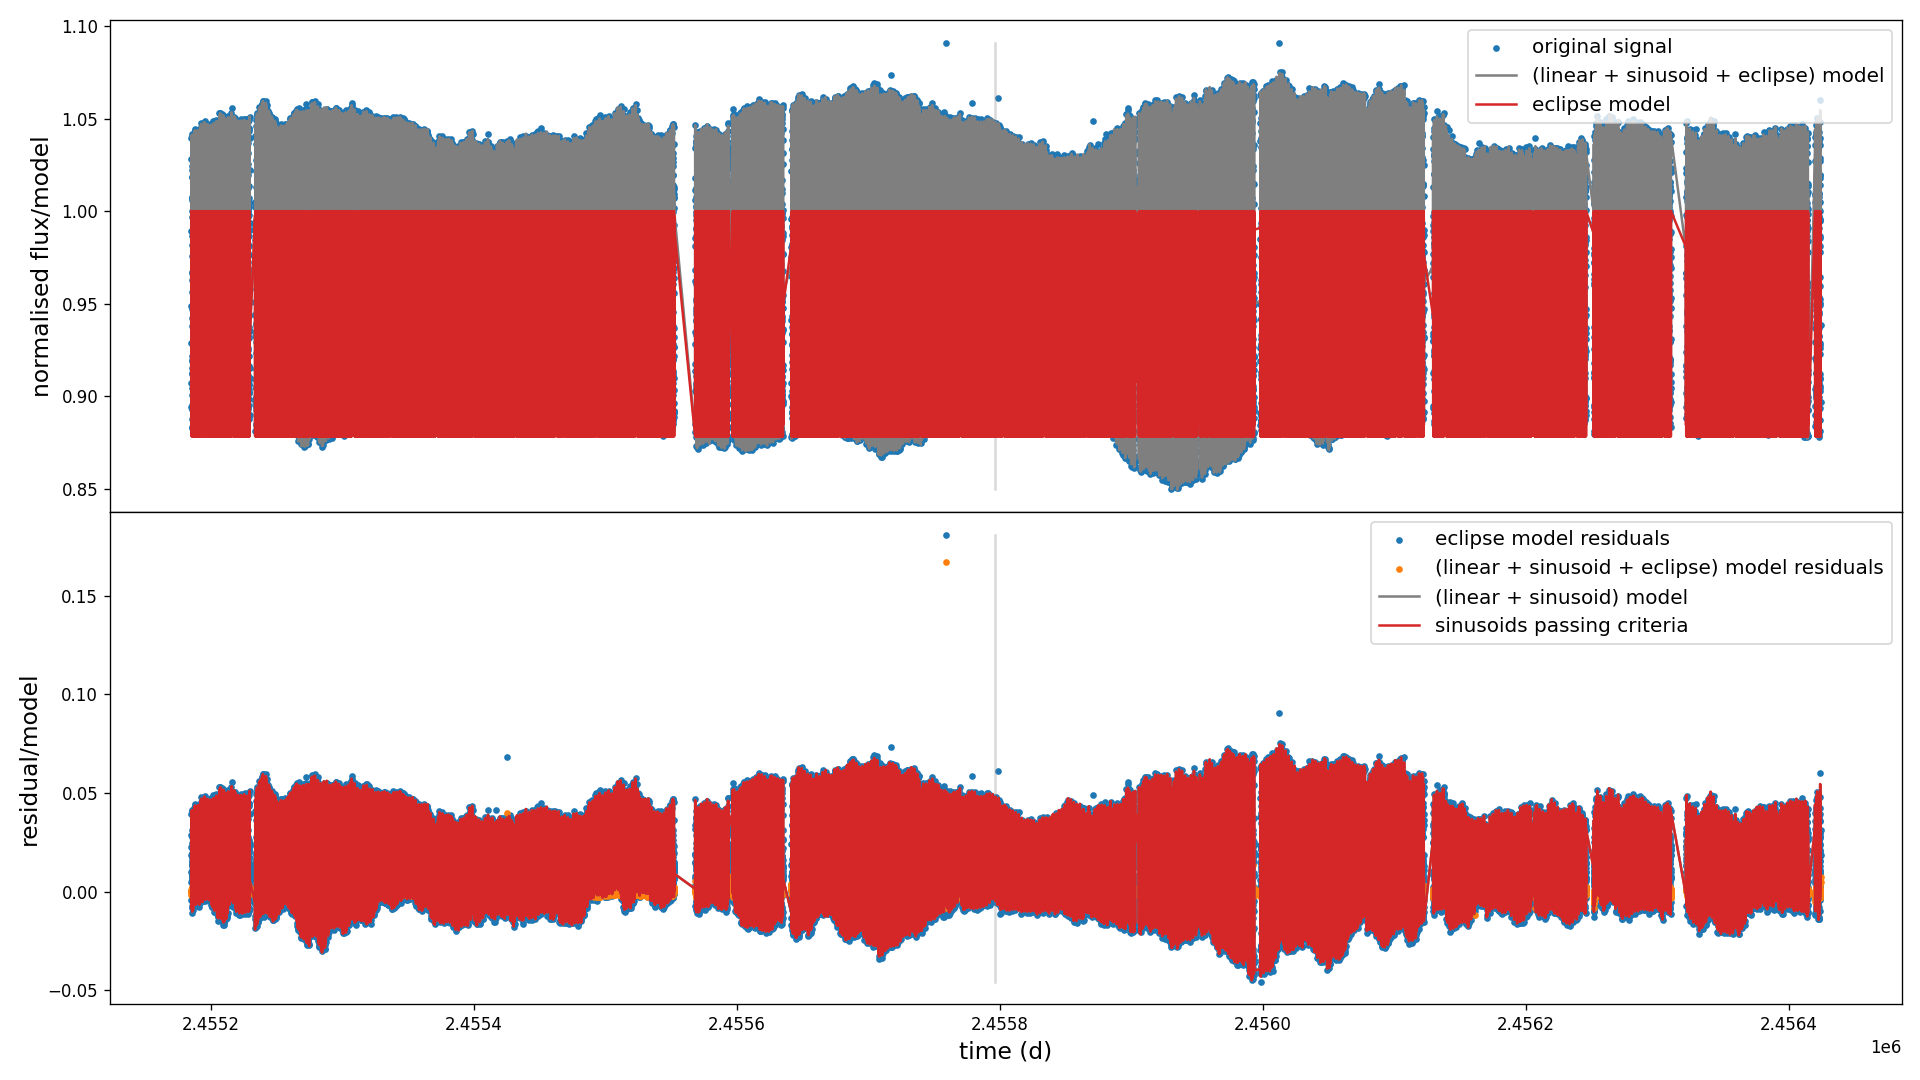 1.10
1.05
1.00
0.95
0.90
0.85
normalised flux/model
original signal
(linear + sinusoid + eclipse) model
eclipse model
0.15
0.10
0.05
0.00
−0.05
residual/model
eclipse model residuals
(linear + sinusoid + eclipse) model residuals
(linear + sinusoid) model
sinusoids passing criteria
2.4552 2.4554 2.4556 2.4558 2.4560 2.4562 2.4564
1e6
time (d)